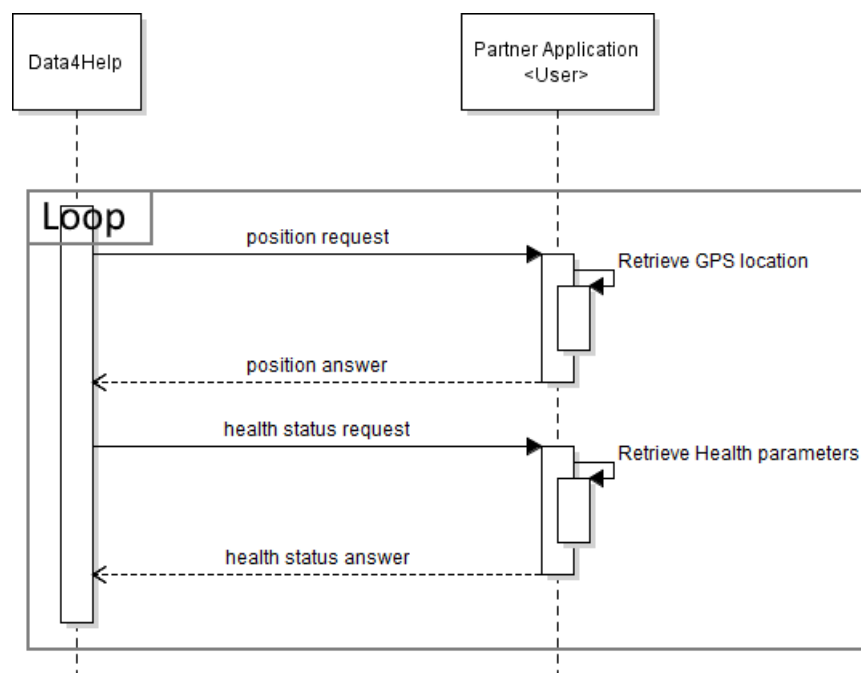 Data4Help
Partner Application
<User>
Loop
position request
Retrieve GPS location
position answer
health status request
Retrieve Health parameters
health status answer